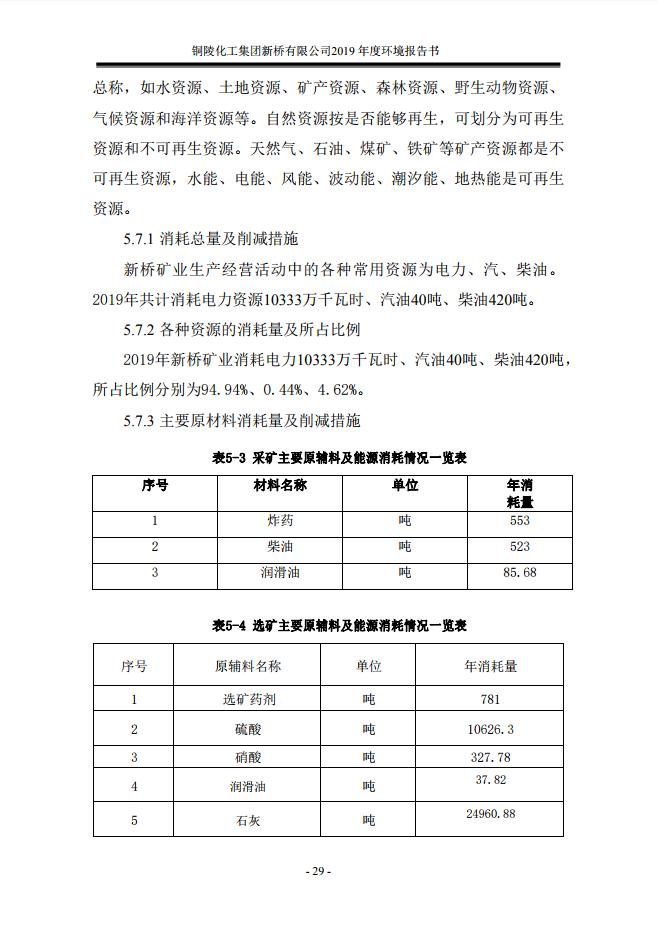 铜陵化工集团新桥有限公司2019 年度环境报告书
总称，如水资源、土地资源、矿产资源、森林资源、野生动物资源、
气候资源和海洋资源等。自然资源按是否能够再生，可划分为可再生
资源和不可再生资源。天然气、石油、煤矿、铁矿等矿产资源都是不
可再生资源，水能、电能、风能、波动能、潮汐能、地热能是可再生
资源。
5.7.1 消耗总量及削减措施
新桥矿业生产经营活动中的各种常用资源为电力、汽、柴油。
2019年共计消耗电力资源10333万千瓦时、汽油40吨、柴油420吨。
5.7.2 各种资源的消耗量及所占比例
2019年新桥矿业消耗电力10333万千瓦时、汽油40吨、柴油420吨，
所占比例分别为94.94%、0.44%、4.62%。
5.7.3 主要原材料消耗量及削减措施
表5-3 采矿主要原辅料及能源消耗情况一览表
序号 材料名称 单位 年消
耗量
1 炸药 吨 553
2 柴油 吨 523
3 润滑油 吨 85.68
表5-4 选矿主要原辅料及能源消耗情况一览表
序号 原辅料名称 单位 年消耗量
1 选矿药剂 吨 781
2 硫酸 吨 10626.3
3 硝酸 吨 327.78
4 润滑油 吨 37.82
5 石灰 吨 24960.88
- 29 -